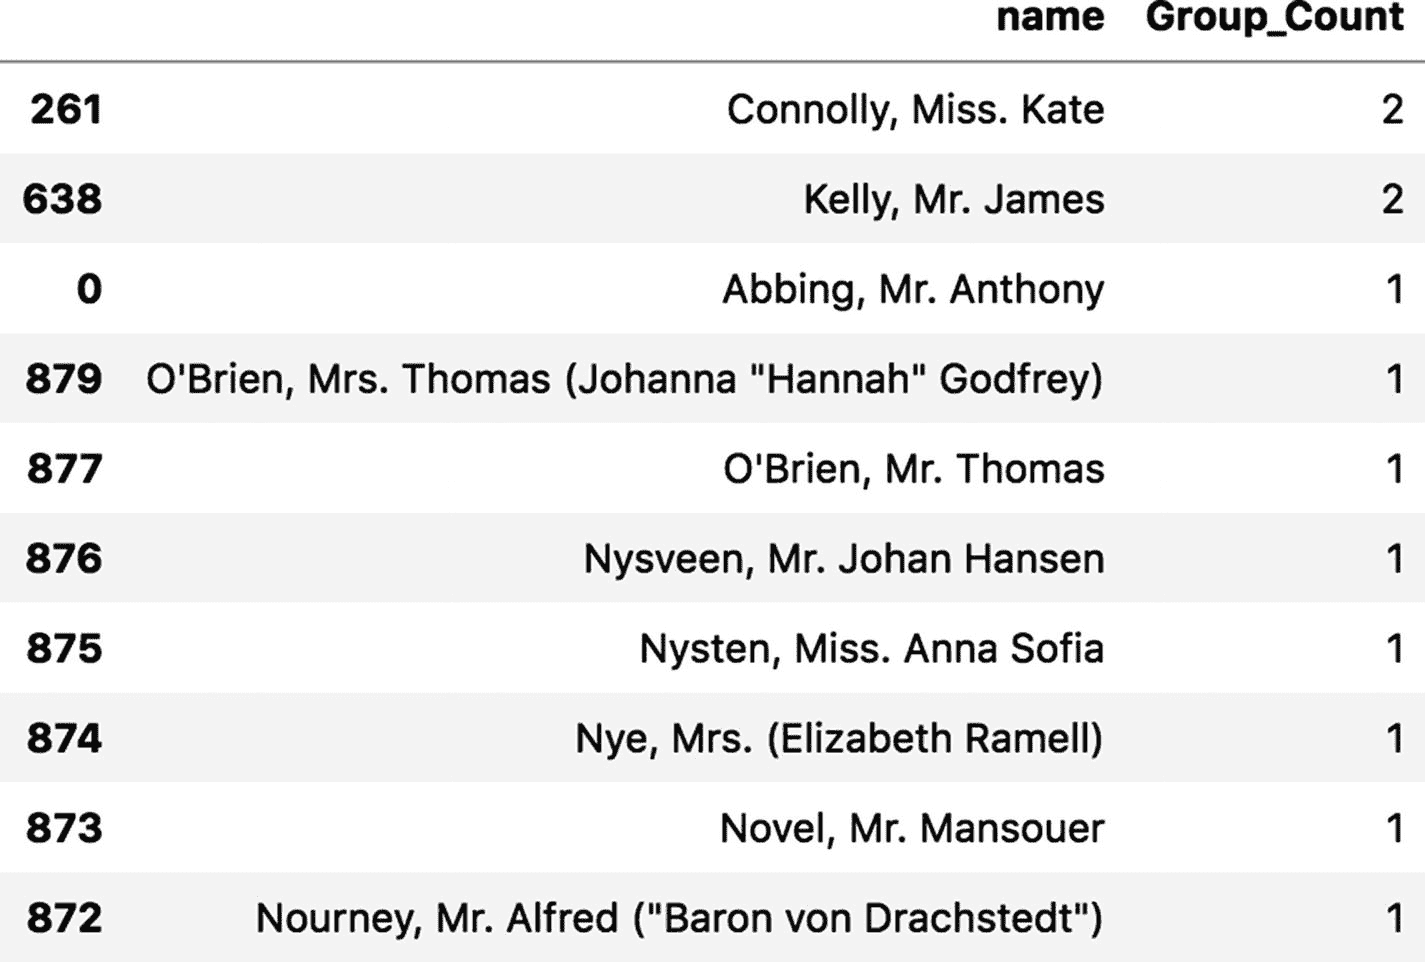 name Group_Count
261 Connolly, Miss. Kate 2
638 Kelly, Mr. James 2
0 Abbing, Mr. Anthony 1
879 O'Brien, Mrs. Thomas (Johanna "Hannah" Godfrey) 1
877 O'Brien, Mr. Thomas 1
876 Nysveen, Mr. Johan Hansen 1
875 Nysten, Miss. Anna Sofia 1
874 Nye, Mrs. (Elizabeth Ramell) 1
873 Novel, Mr. Mansouer 1
872 Nourney, Mr. Alfred ("Baron von Drachstedt") 1